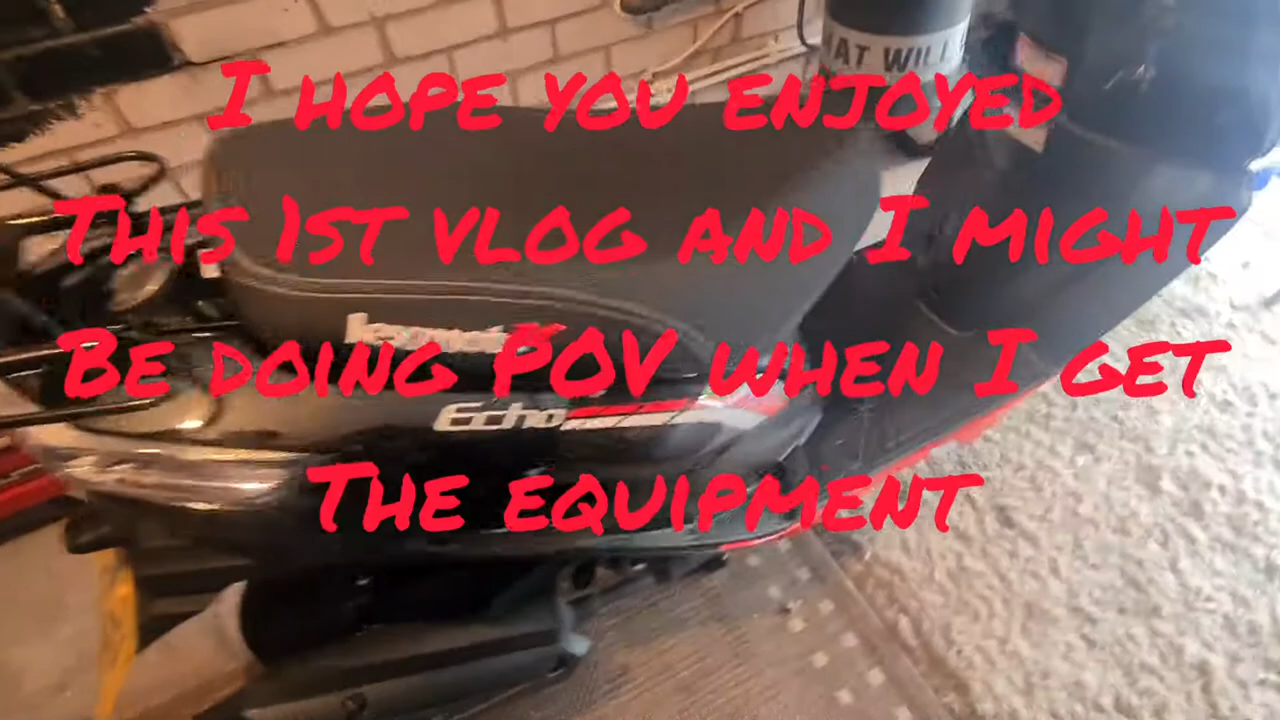 I hope you enjoyed
This 1st vlog and I might
Be doing POV when I get
The equipment
Echo